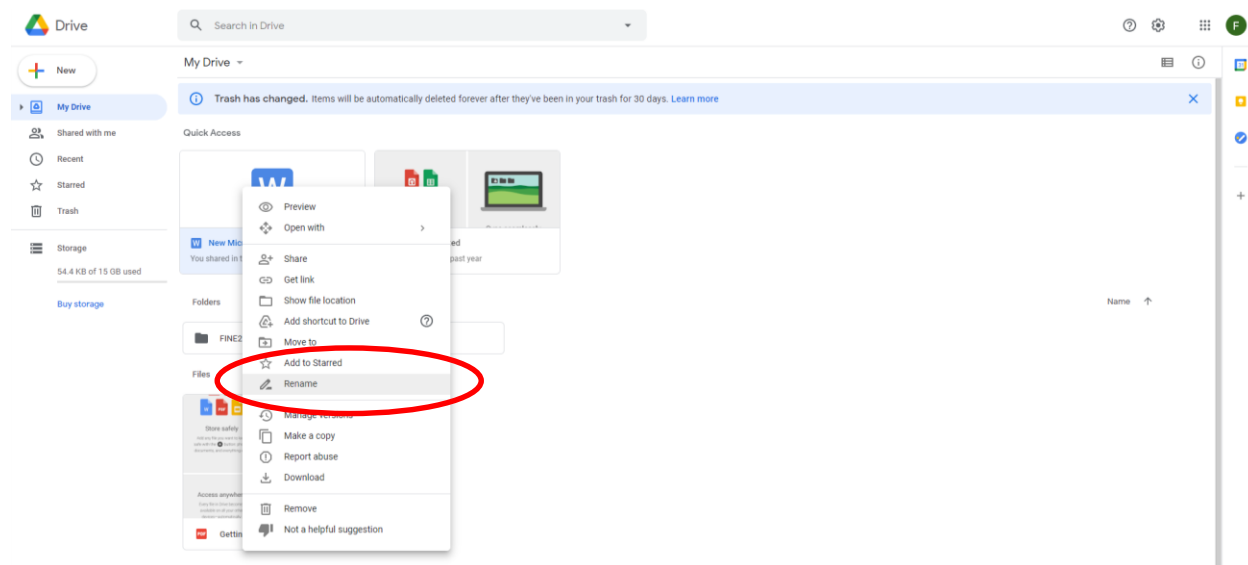 Drive
Search in Drive
F
New
My Drive
My Drive
Shared with me
Recent
Starred
Trash
Storage
54.4 KB of 15 GB used
Buy storage
Trash has changed. Items will be automatically deleted forever after they've been in your trash for 30 days. Learn more
Quick Access
W
W New Mic
You shared in t
ed
past year
Preview
Open with
Share
Get link
Show file location
Add shortcut to Drive
Move to
Add to Starred
Rename
Manage versions
Make a copy
Report abuse
Download
Remove
Not a helpful suggestion
Folders
Name
FINE2
Files
Store safely
Access anywher
PDF Gettin